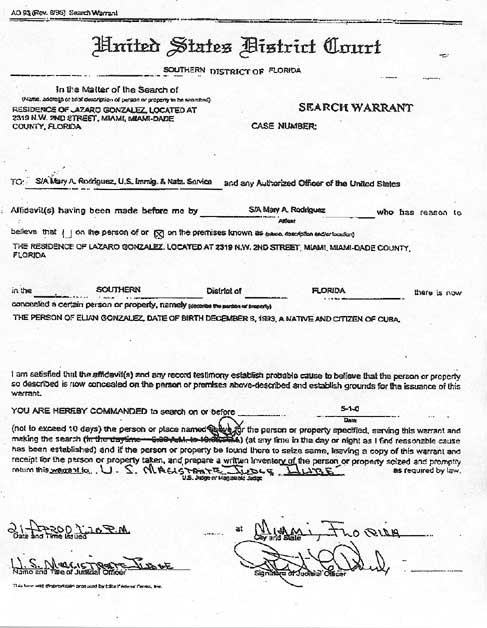 AO 93 (Rev. 8/95) Search Warrant
United States District Court
SOUTHERN DISTRICT OF FLORIDA
In the Matter of the Search of
(Name, address or brief description of person or property to be searched)
SEARCH WARRANT
RESIDENCE OF LAZARO GONZALEZ, LOCATED AT
2319 N.W. 2ND STREET, MIAMI, MIAMI-DADE
COUNTY, FLORIDA
CASE NUMBER:
TO: S/A Mary A. Rodriguez, U.S. Immig. & Natz. Service and any Authorized Officer of the United States
Affidavit(s) having been made before me by S/A Mary A. Rodriguez who has reason to
Affiant
believe that [ ] on the person of or [X] on the premises known as (name, description and/or location)
THE RESIDENCE OF LAZARO GONZALEZ, LOCATED AT 2319 N.W. 2ND STREET, MIAMI, MIAMI-DADE COUNTY,
FLORIDA
in the SOUTHERN District of FLORIDA there is now
concealed a certain person or property, namely (describe the person or property)
THE PERSON OF ELIAN GONZALEZ, DATE OF BIRTH DECEMBER 6, 1993, A NATIVE AND CITIZEN OF CUBA.
I am satisfied that the affidavit(s) and any record testimony establish probable cause to believe that the person or property
so described is now concealed on the person or premises above-described and establish grounds for the issuance of this
warrant.
YOU ARE HEREBY COMMANDED to search on or before 5-1-0
Date
(not to exceed 10 days) the person or place named above for the person or property specified, serving this warrant and
making the search (in the daytime - 6:00 A.M. to 10:00 P.M.) (at any time in the day or night as I find reasonable cause
has been established) and if the person or property be found there to seize same, leaving a copy of this warrant and
receipt for the person or property taken, and prepare a written inventory of the person or property seized and promptly
return this warrant to U.S. MAGISTRATE JUDGE as required by law.
U.S. Judge or Magistrate Judge
21 APR 00 7:20 P.M. at MIAMI, FLORIDA
Date and Time Issued City and State
U.S. MAGISTRATE JUDGE
Name and Title of Judicial Officer Signature of Judicial Officer